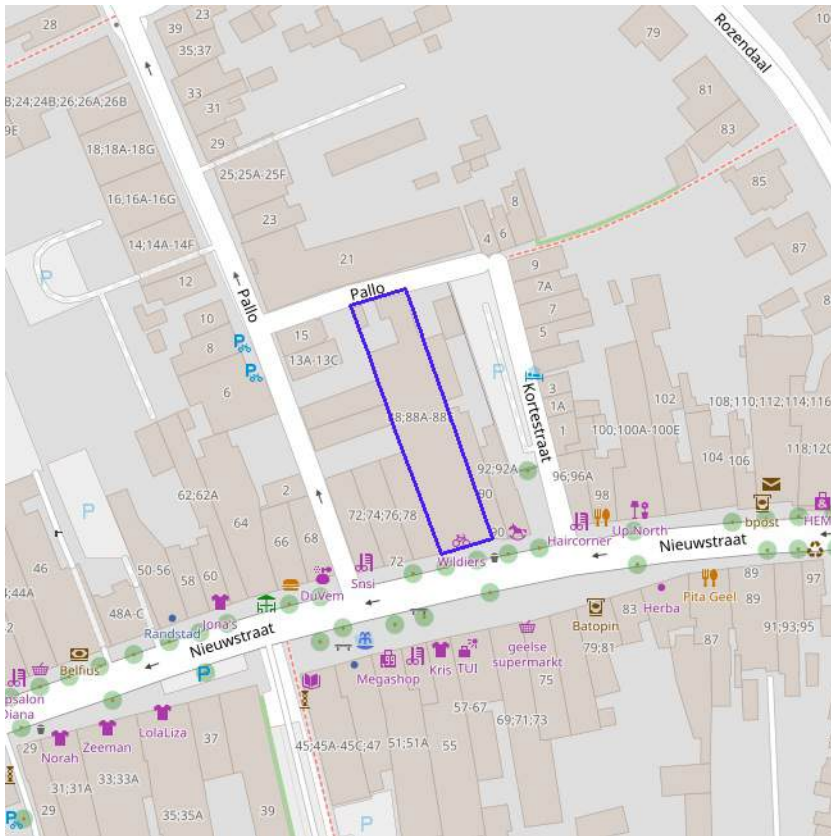 28
23
39
35;37
79
Rozendaal
81
B;24;24B;26;26A;26B
33
31
9E
83
29
18;18A-18G
25;25A-25F
85
16;16A-16G
8
23
4
6
14;14A-14F
87
21
9
P
12
Pallo
7A
Pallo
7
10
15
5
P
8
13A-13C
P
P
6
3
102
108;110;112;114;116
Kortestraat
1A
8;88A-88
1
100;100A-100E
118;120
92;92A
104
106
96;96A
2
90
62;62A
98
P
72;74;76;78
64
90
Up North
bpost
HEM
66
68
Haircorner
Nieuwstraat
72
Wildiers
50-56
60
Snsi
46
58
DuVem
Pita Geel
89
97
;44A
48A-C
Jona's
83
Herba
89
Randstad
Batopin
Nieuwstraat
87
91;93;95
Belfius
geelse
supermarkt
79;81
psalon
Diana
P
Megashop
Kris
TUI
75
LolaLiza
57-67
Norah
Zeeman
37
69;71;73
29
45;45A-45C;47
51;51A
55
33;33A
31;31A
29
35;35A
39
P
P